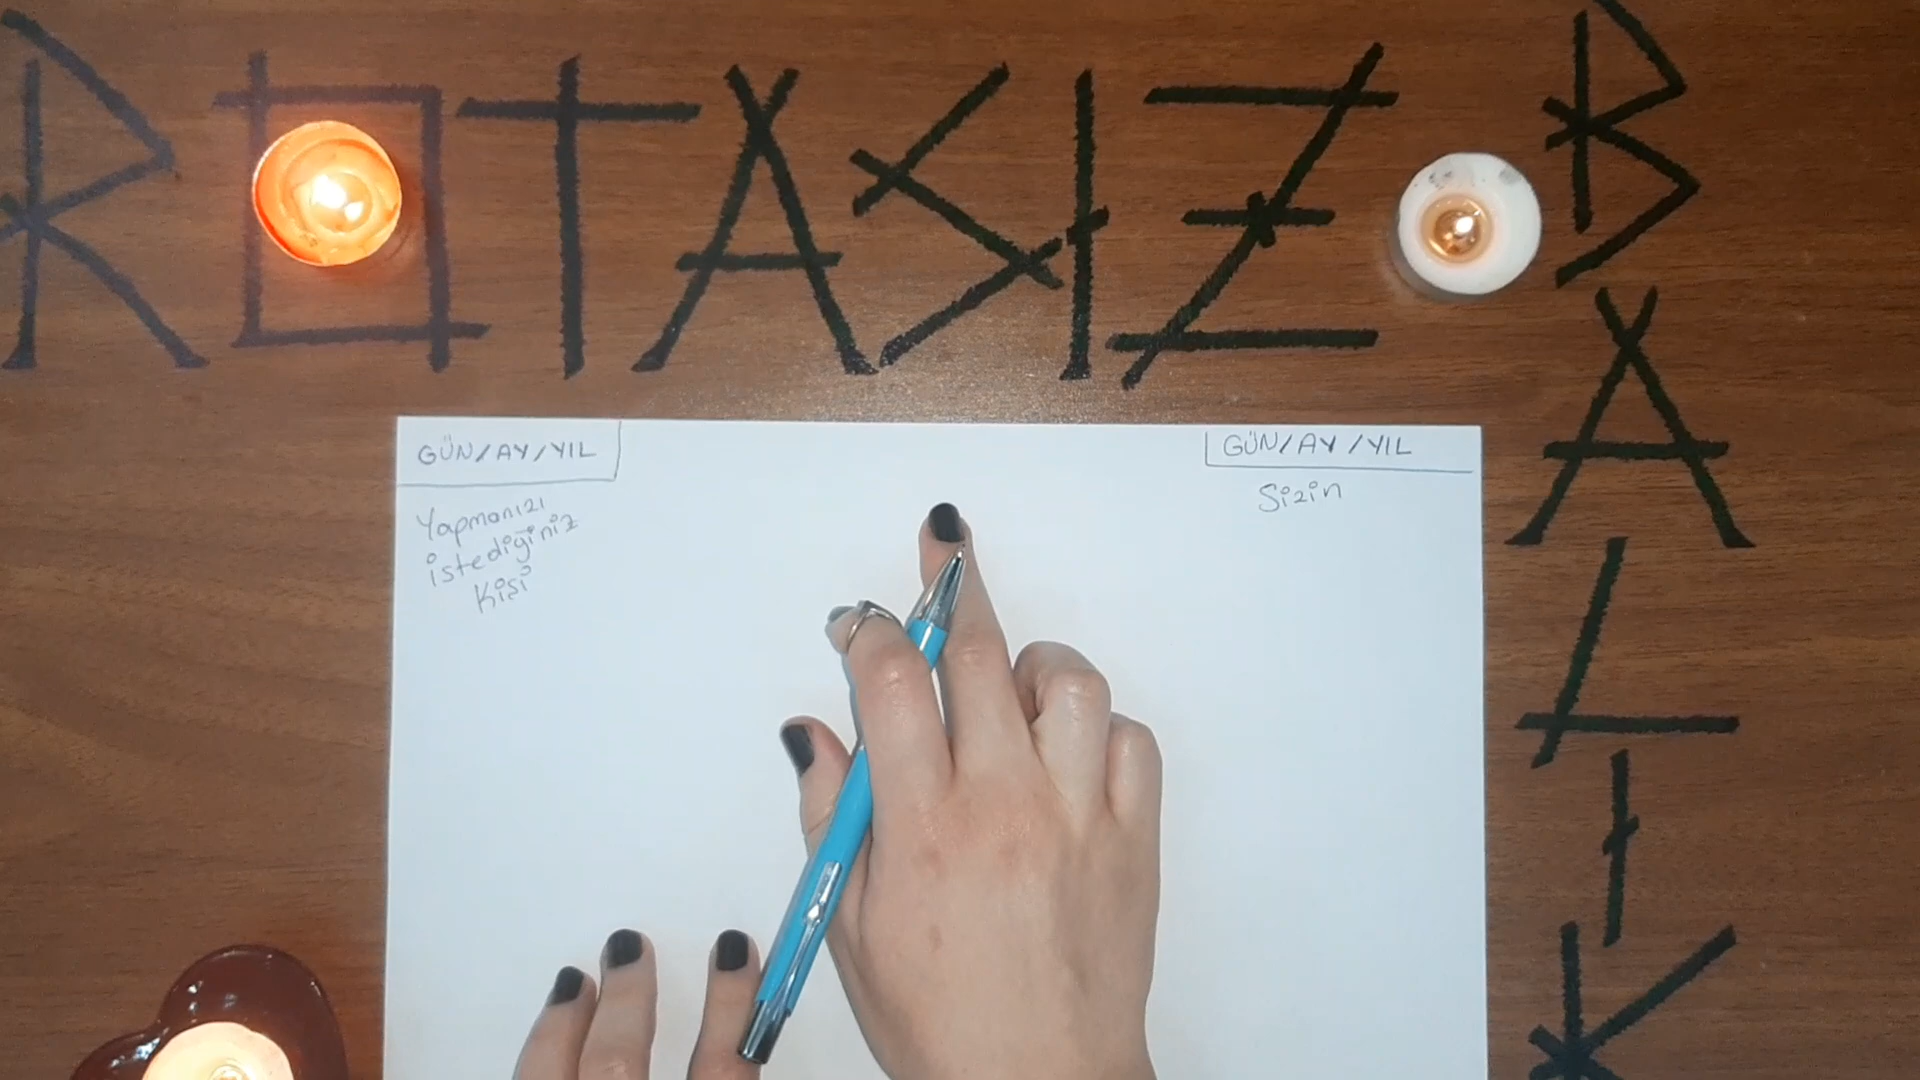 ROTASIZ
BALIK
GÜN/AY/YIL
Yapmanızı
istediğiniz
Kişi
GÜN/AY/YIL
Sizin